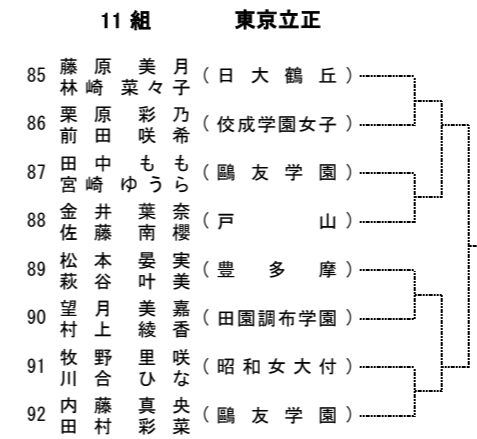 11 組 東京立正
藤原 美月
85 (日大鶴丘)
林崎 菜々子
栗原 彩乃
86 (佼成学園女子)
前田 咲希
田中 もも
87 (鷗友学園)
宮崎 ゆうら
金井 葉奈
88 (戸山)
佐藤 南櫻
松本 晏実
89 (豊多摩)
萩谷 叶美
望月 美嘉
90 (田園調布学園)
村上 綾香
牧野 里咲
91 (昭和女大付)
川合 ひな
内藤 真央
92 (鷗友学園)
田村 彩菜